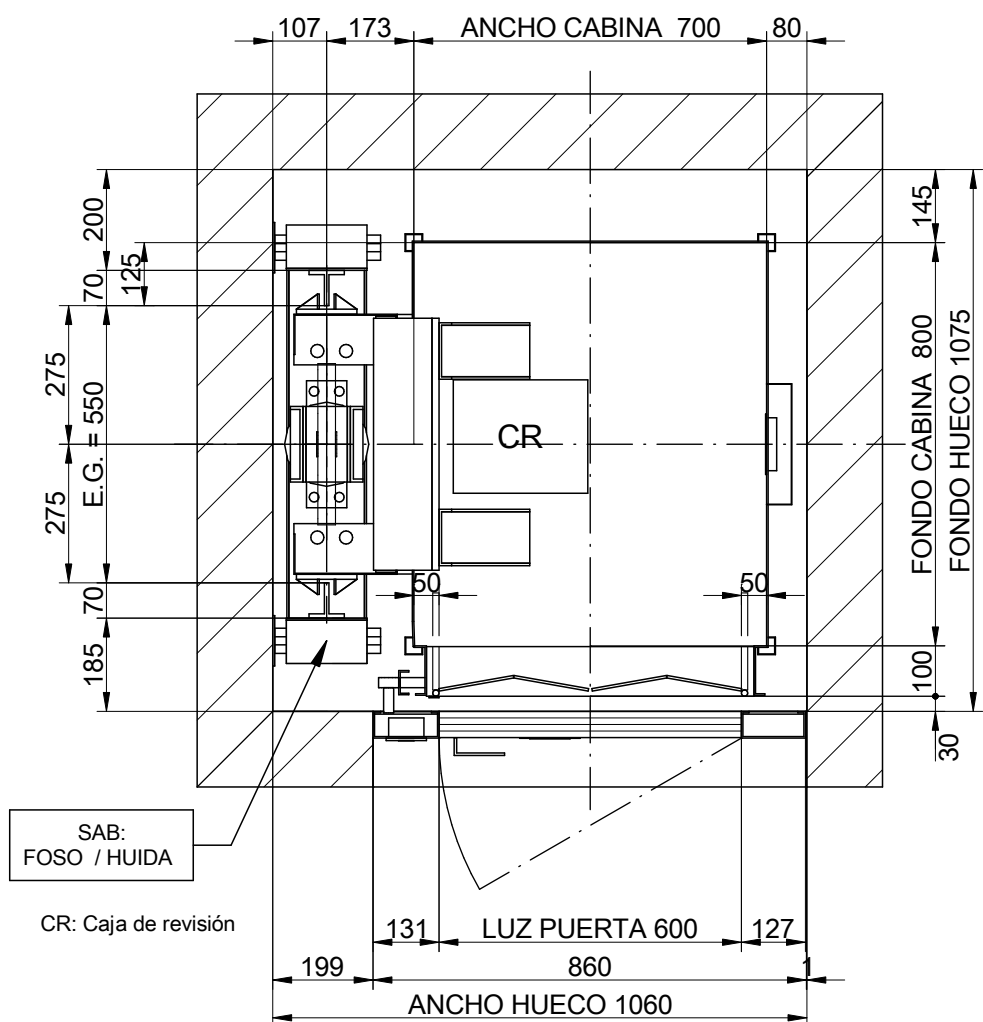 107
173
ANCHO CABINA 700
80
200
125
70
275
E.G. = 550
275
70
185
145
FONDO CABINA 800
FONDO HUECO 1075
100
30
CR
50
50
SAB:
FOSO / HUIDA
CR: Caja de revisión
131
LUZ PUERTA 600
127
199
860
1
ANCHO HUECO 1060